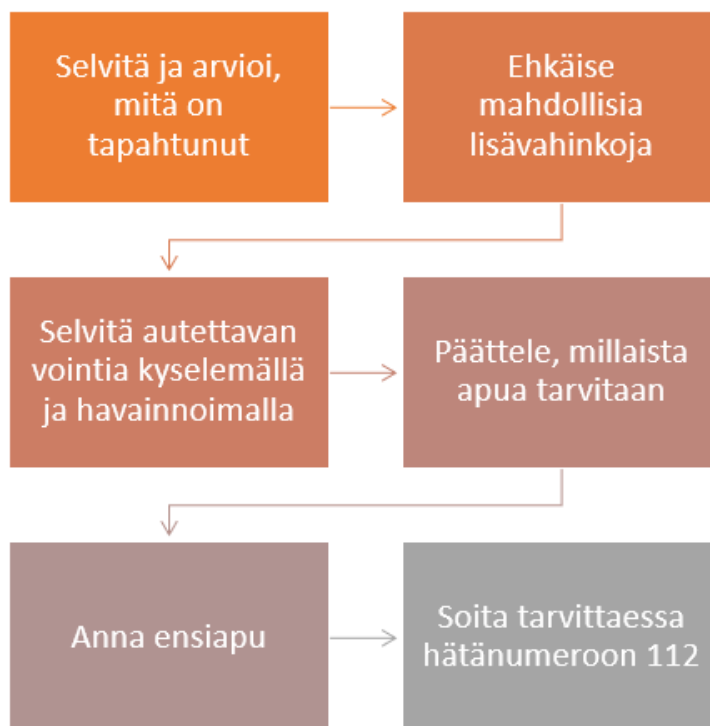 Selvitä ja arvioi,
mitä on
tapahtunut
Ehkäise
mahdollisia
lisävahinkoja
Selvitä autettavan
vointia kyselemällä
ja havainnoimalla
Päättele, millaista
apua tarvitaan
Anna ensiapu
Soita tarvittaessa
hätänumeroon 112